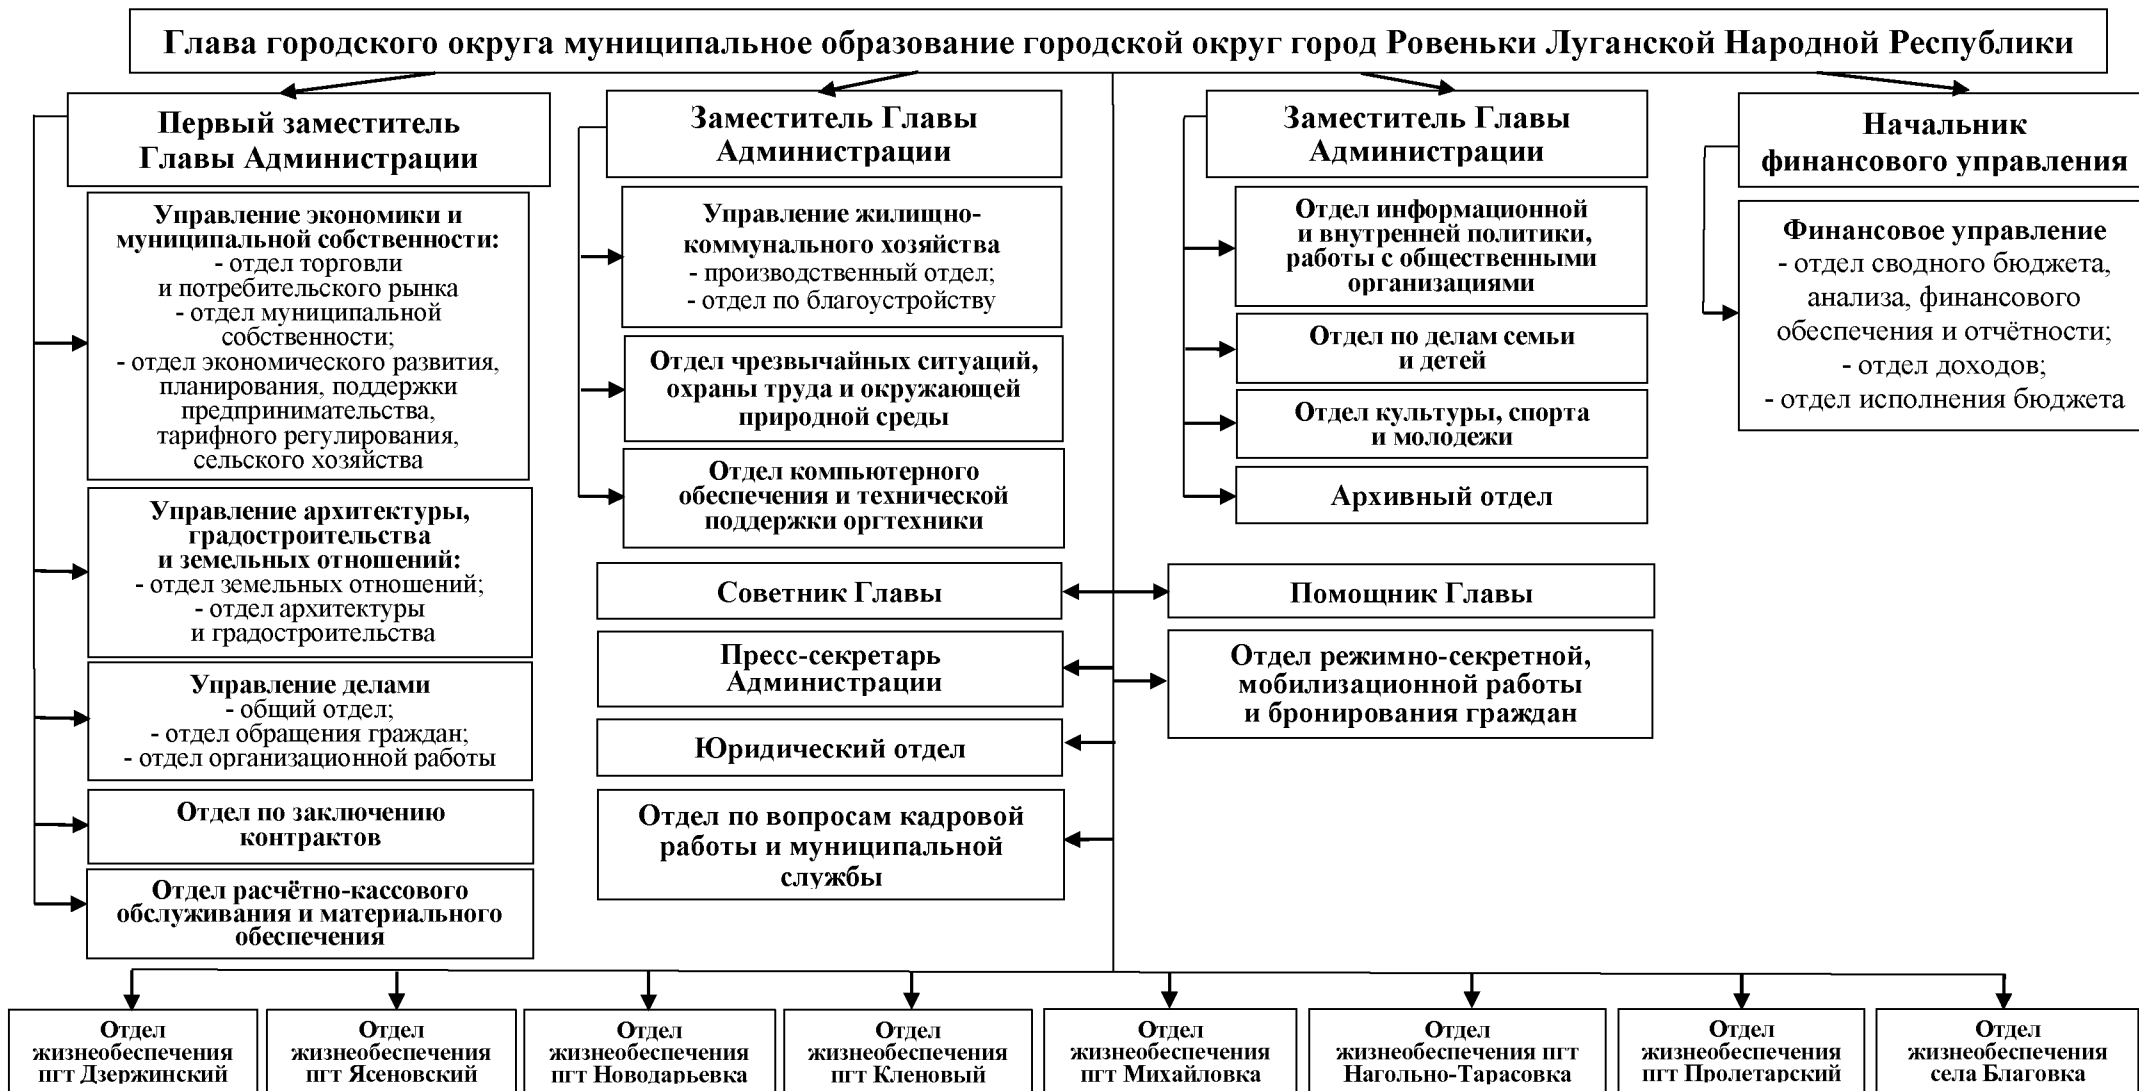 Глава городского округа муниципальное образование городской округ город Ровеньки Луганской Народной Республики
Первый заместитель
Главы Администрации
Управление экономики и
муниципальной собственности:
- отдел торговли
и потребительского рынка
- отдел муниципальной
собственности;
- отдел экономического развития,
планирования, поддержки
предпринимательства,
тарифного регулирования,
сельского хозяйства
Управление архитектуры,
градостроительства
и земельных отношений:
- отдел земельных отношений;
- отдел архитектуры
и градостроительства
Управление делами
- общий отдел;
- отдел обращения граждан;
- отдел организационной работы
Отдел по заключению
контрактов
Отдел расчётно-кассового
обслуживания и материального
обеспечения
Заместитель Главы
Администрации
Управление жилищно-
коммунального хозяйства
- производственный отдел;
- отдел по благоустройству
Отдел чрезвычайных ситуаций,
охраны труда и окружающей
природной среды
Отдел компьютерного
обеспечения и технической
поддержки оргтехники
Заместитель Главы
Администрации
Отдел информационной
и внутренней политики,
работы с общественными
организациями
Отдел по делам семьи
и детей
Отдел культуры, спорта
и молодежи
Архивный отдел
Начальник
финансового управления
Финансовое управление
- отдел сводного бюджета,
анализа, финансового
обеспечения и отчётности;
- отдел доходов;
- отдел исполнения бюджета
Советник Главы
Помощник Главы
Пресс-секретарь
Администрации
Отдел режимно-секретной,
мобилизационной работы
и бронирования граждан
Юридический отдел
Отдел по вопросам кадровой
работы и муниципальной
службы
Отдел
жизнеобеспечения
пгт Дзержинский
Отдел
жизнеобеспечения
пгт Ясеновский
Отдел
жизнеобеспечения
пгт Новодарьевка
Отдел
жизнеобеспечения
пгт Кленовый
Отдел
жизнеобеспечения
пгт Михайловка
Отдел
жизнеобеспечения пгт
Нагольно-Тарасовка
Отдел
жизнеобеспечения
пгт Пролетарский
Отдел
жизнеобеспечения
села Благовка